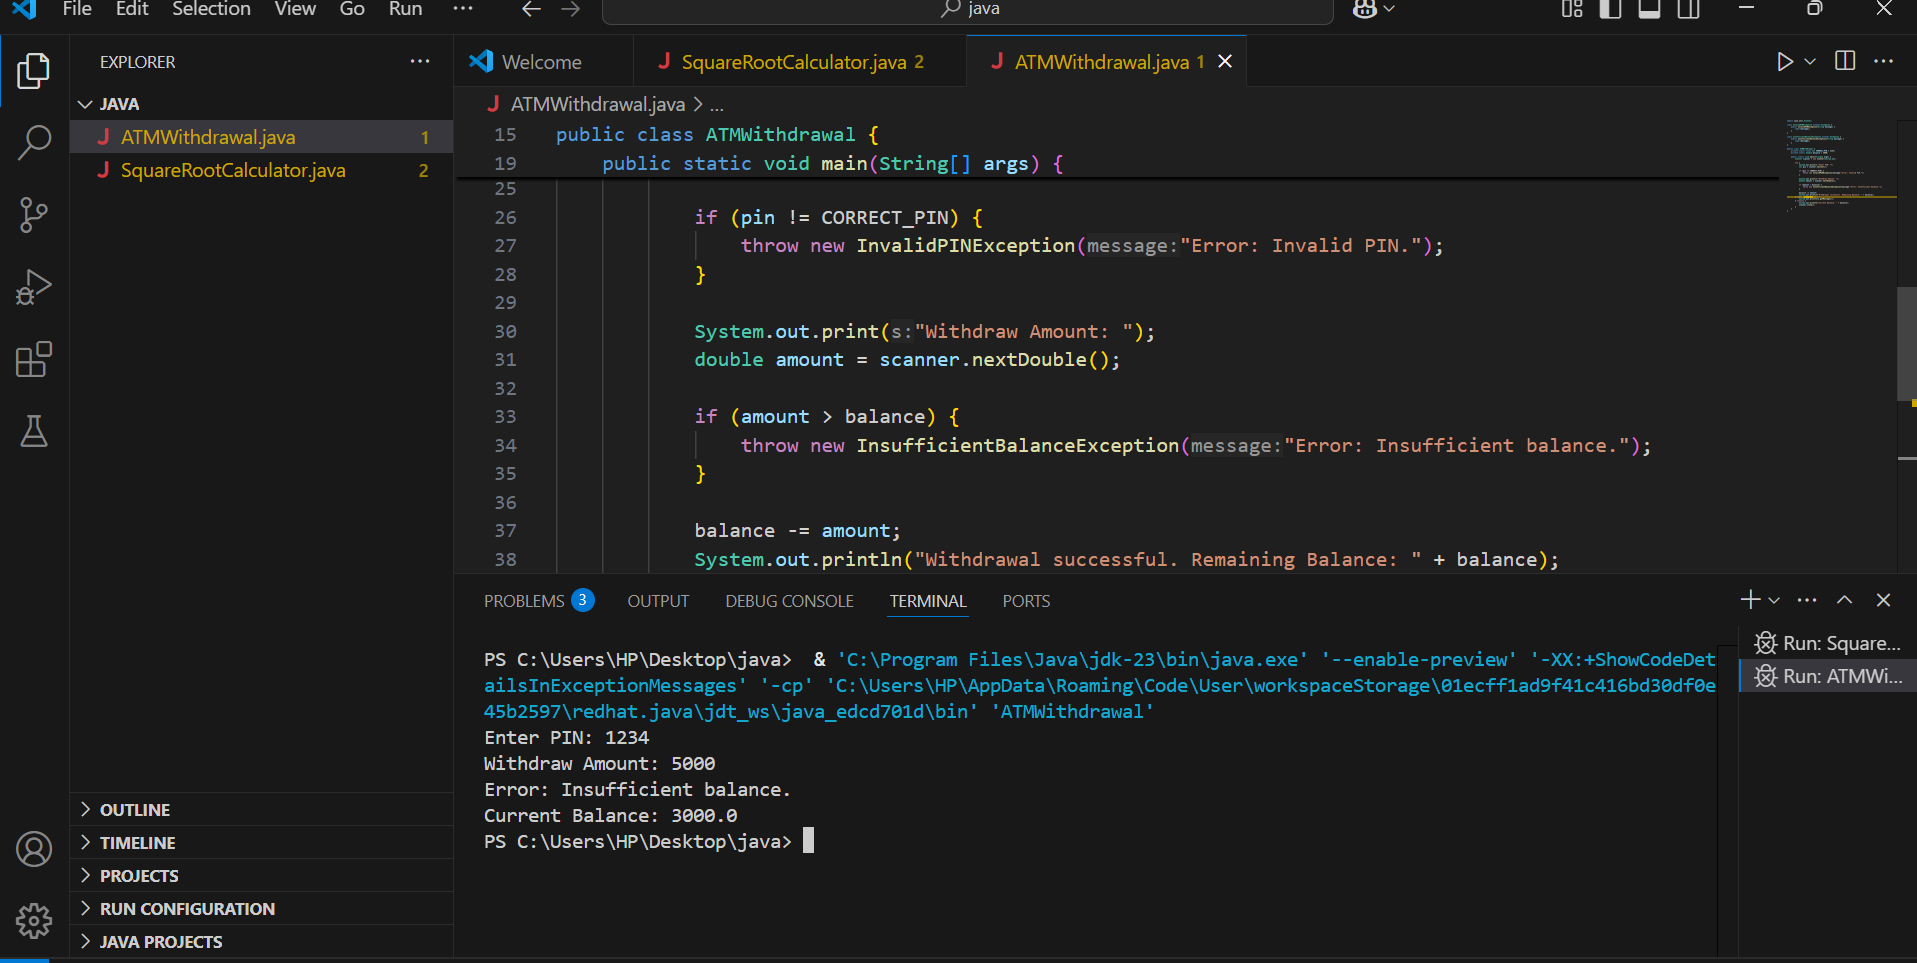 File Edit Selection View Go Run ···
java
EXPLORER ···
JAVA
ATMWithdrawal.java 1
SquareRootCalculator.java 2
OUTLINE
TIMELINE
PROJECTS
RUN CONFIGURATION
JAVA PROJECTS
Welcome
SquareRootCalculator.java 2
ATMWithdrawal.java 1
ATMWithdrawal.java > ...
15 public class ATMWithdrawal {
19 public static void main(String[] args) {
25
26 if (pin != CORRECT_PIN) {
27 throw new InvalidPINException(message:"Error: Invalid PIN.");
28 }
29
30 System.out.print(s:"Withdraw Amount: ");
31 double amount = scanner.nextDouble();
32
33 if (amount > balance) {
34 throw new InsufficientBalanceException(message:"Error: Insufficient balance.");
35 }
36
37 balance -= amount;
38 System.out.println("Withdrawal successful. Remaining Balance: " + balance);
PROBLEMS 3 OUTPUT DEBUG CONSOLE TERMINAL PORTS
PS C:\Users\HP\Desktop\java>  & 'C:\Program Files\Java\jdk-23\bin\java.exe' '--enable-preview' '-XX:+ShowCodeDet
ailsInExceptionMessages' '-cp' 'C:\Users\HP\AppData\Roaming\Code\User\workspaceStorage\01ecff1ad9f41c416bd30df0e
45b2597\redhat.java\jdt_ws\java_edcd701d\bin' 'ATMWithdrawal'
Enter PIN: 1234
Withdraw Amount: 5000
Error: Insufficient balance.
Current Balance: 3000.0
PS C:\Users\HP\Desktop\java>
Run: Square...
Run: ATMWi...